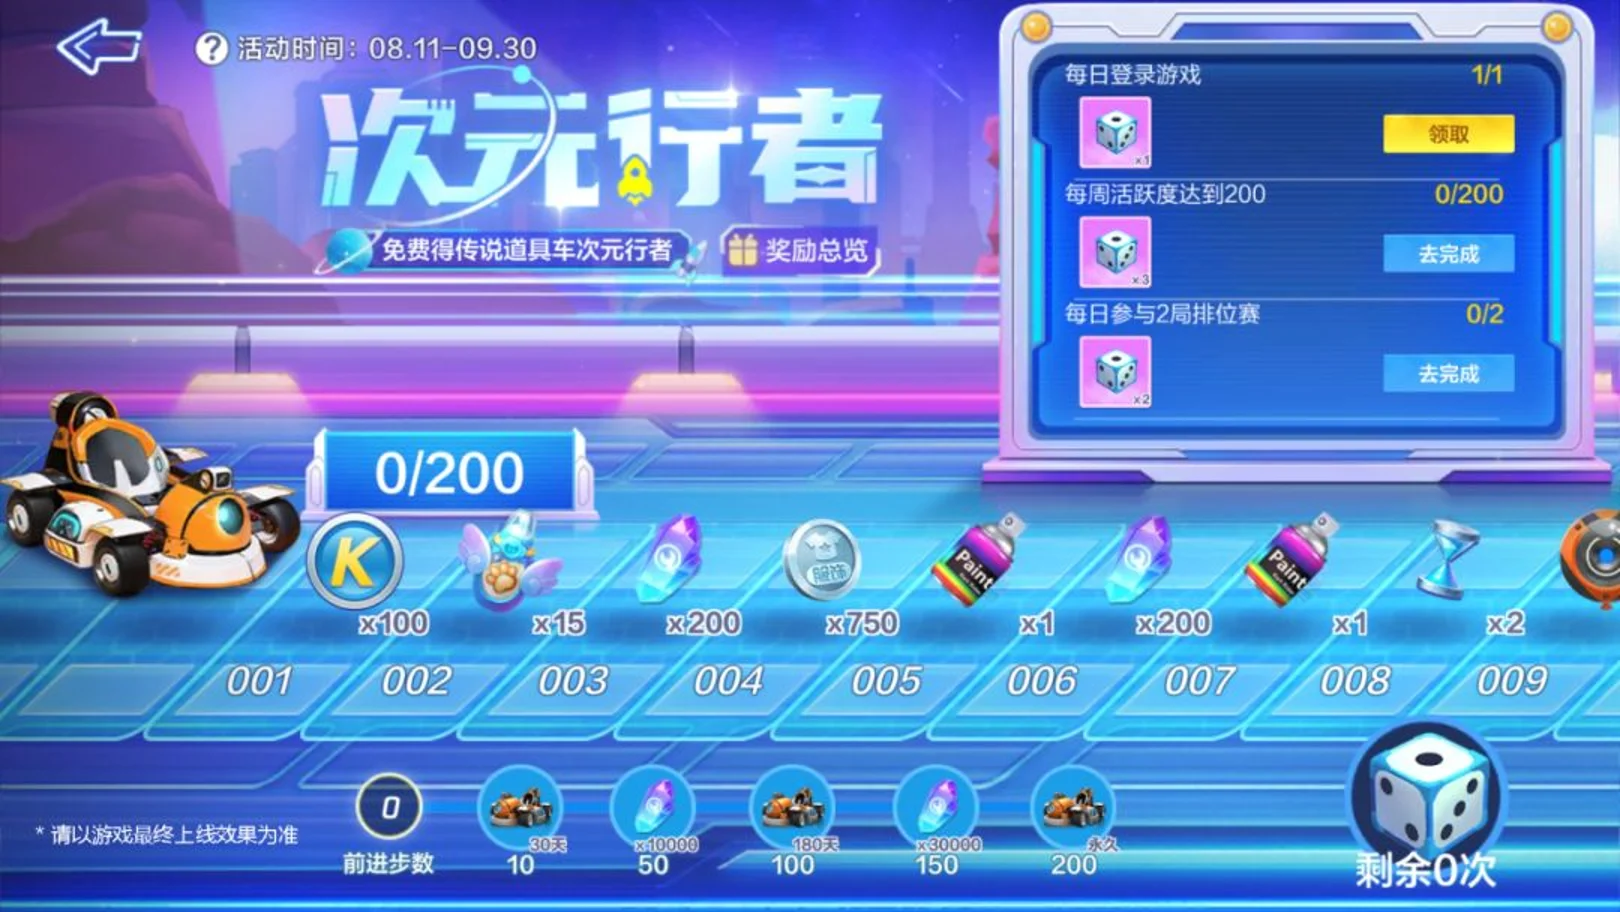 活动时间：08.11-09.30
次元行者
免费得传说道具车次元行者
奖励总览
每日登录游戏 1/1
x1
领取
每周活跃度达到200 0/200
x3
去完成
每日参与2局排位赛 0/2
x2
去完成
0/200
K
服饰
Paint
Paint
x100 x15 x200 x750 x1 x200 x1 x2
001 002 003 004 005 006 007 008 009
0
30天 x10000 180天 x30000 永久
前进步数 10 50 100 150 200
* 请以游戏最终上线效果为准
剩余0次